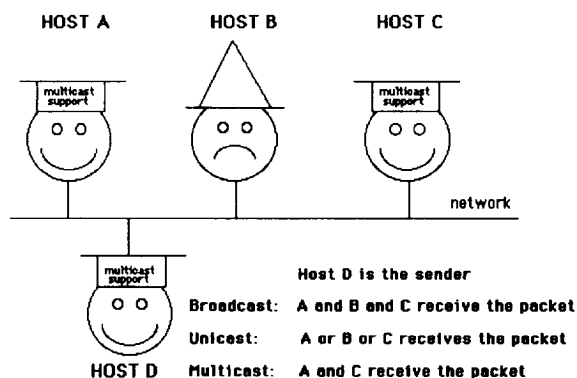 HOST A
HOST B
HOST C
multicast
support
multicast
support
network
multicast
support
HOST D
Host D is the sender
Broadcast: A and B and C receive the packet
Unicast: A or B or C receives the packet
Multicast: A and C receive the packet